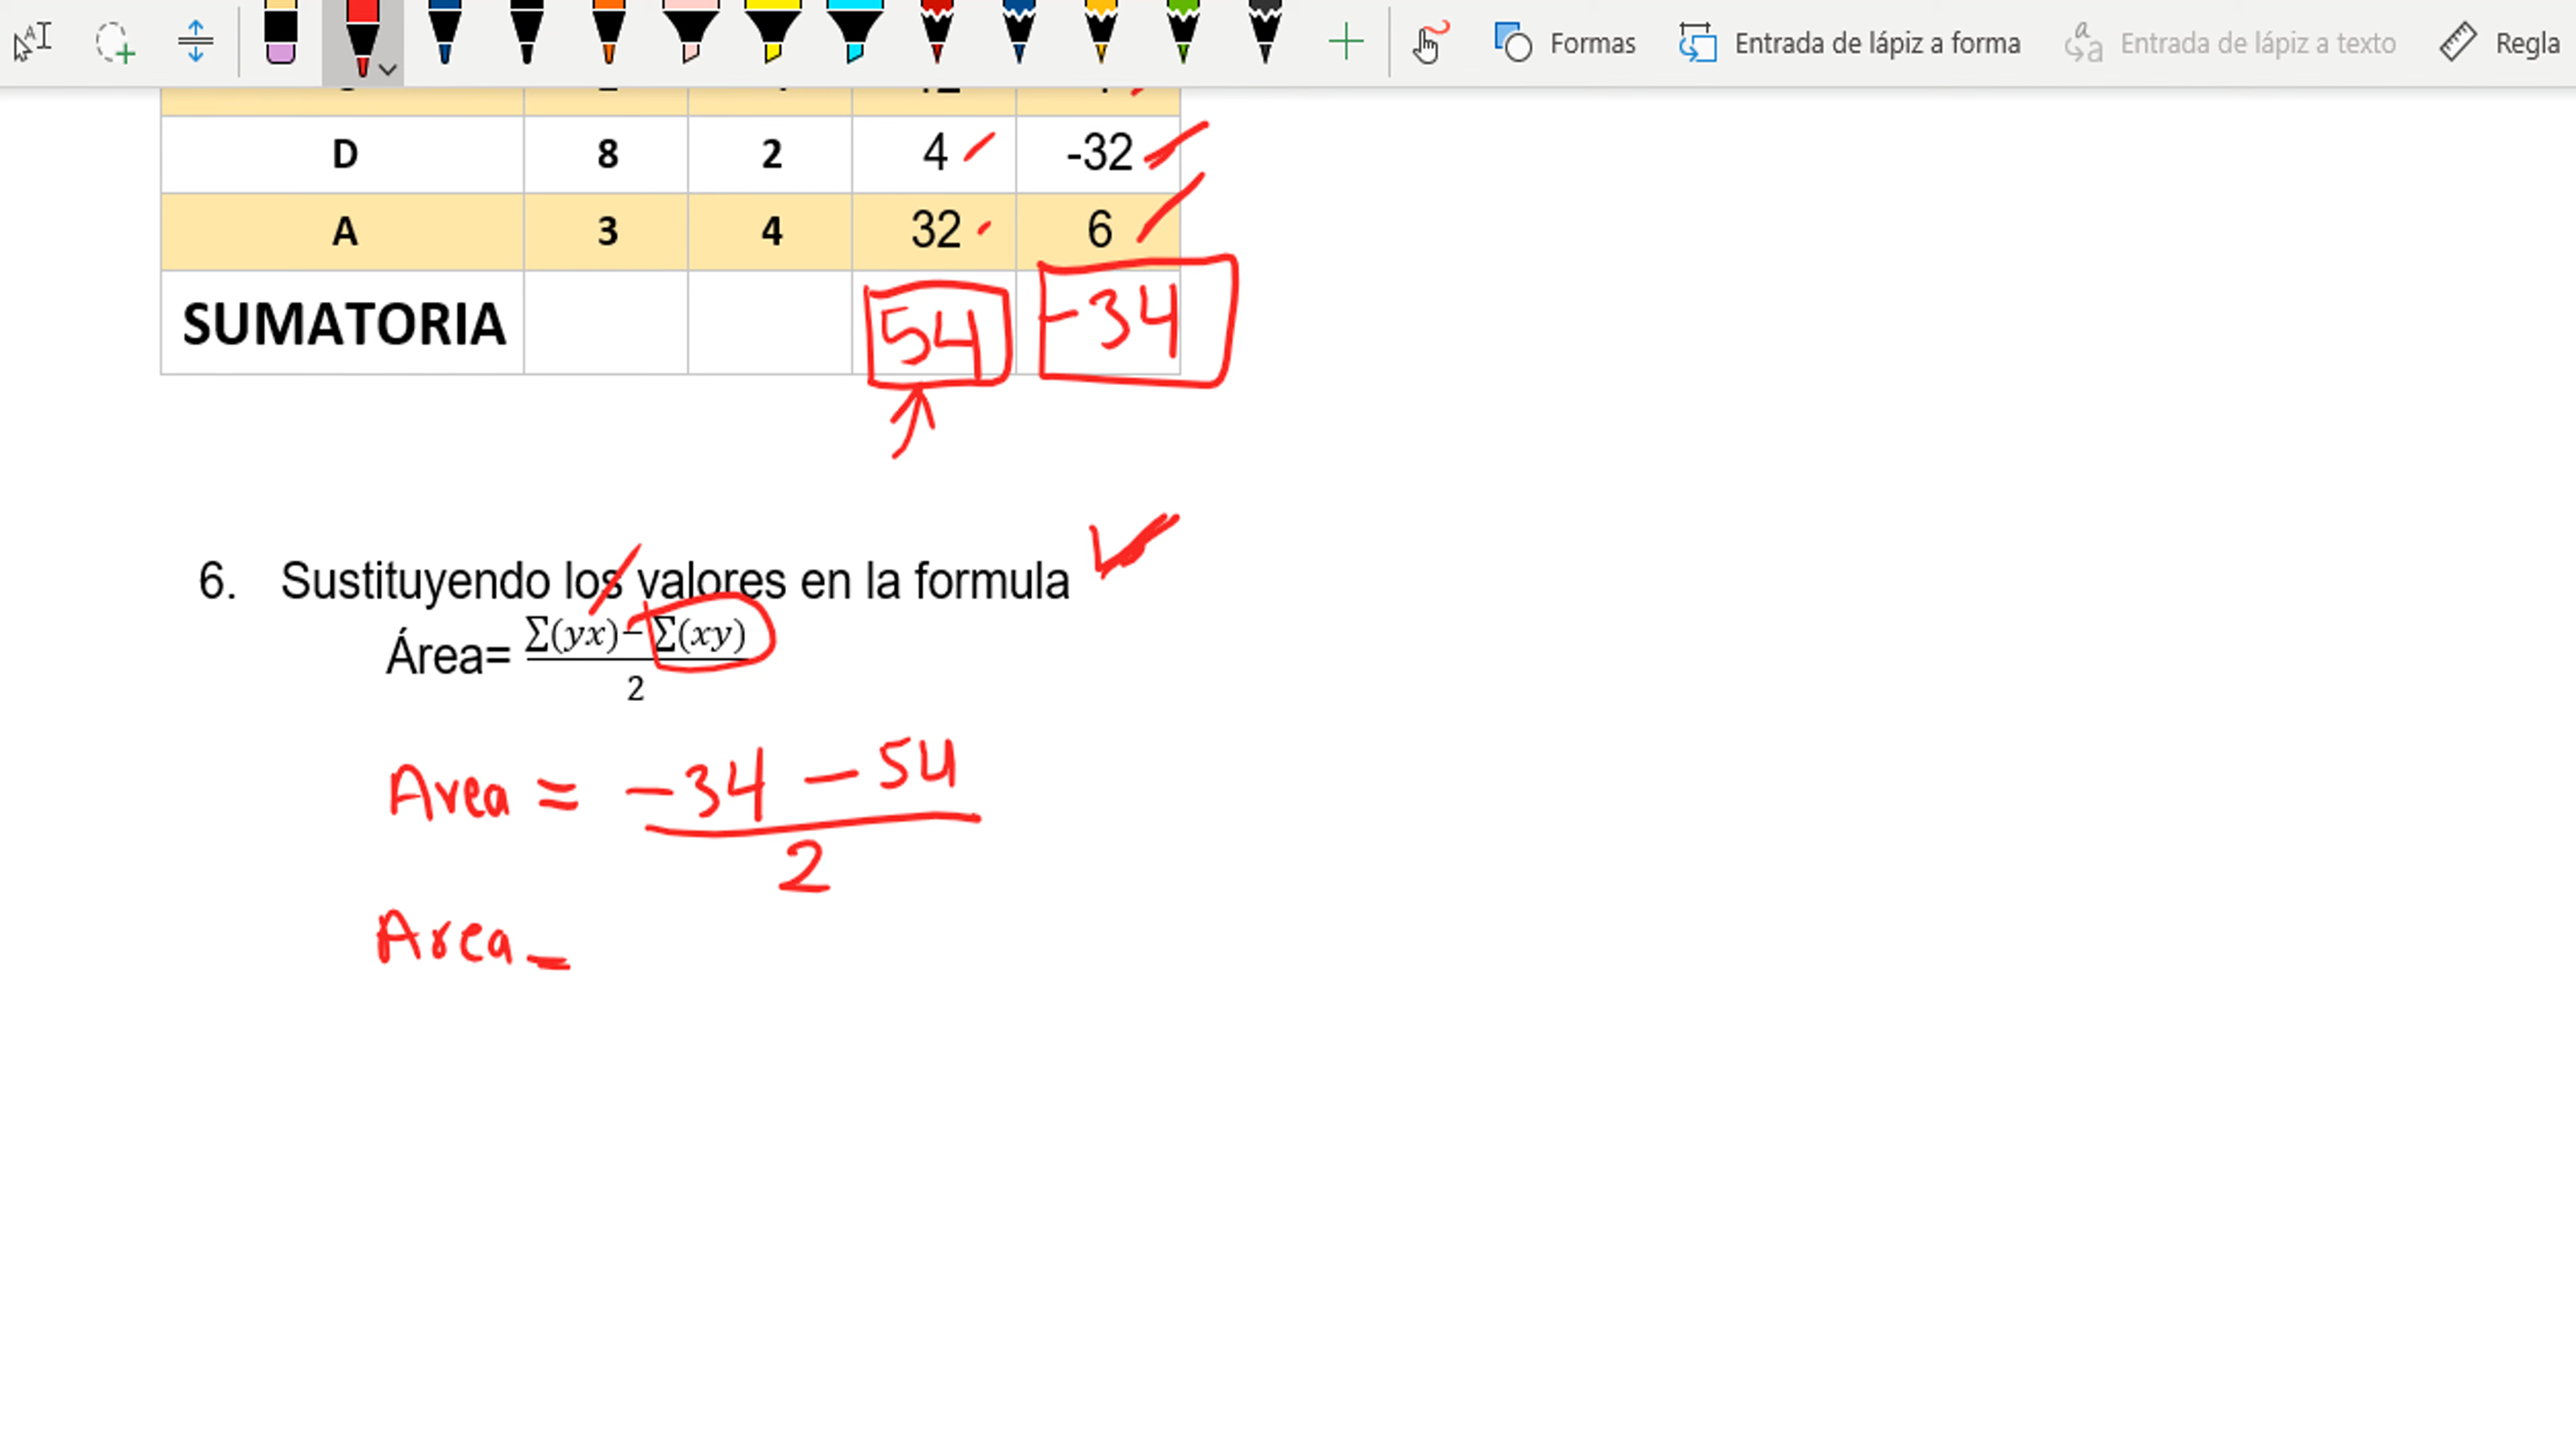 Formas Entrada de lápiz a forma Entrada de lápiz a texto Regla
D 8 2 4 -32
A 3 4 32 6
SUMATORIA 54 -34
6. Sustituyendo los valores en la formula
Área= ∑(yx)−∑(xy)
2
Area = -34 - 54
2
Area =